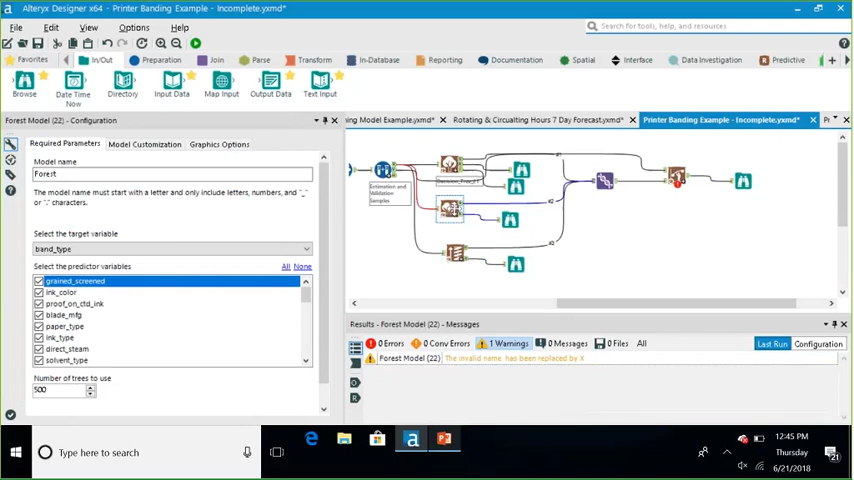 Alteryx Designer x64 - Printer Banding Example - Incomplete.yxmd*
File Edit View Options Help
Search for tools, help, and resources
Favorites In/Out Preparation Join Parse Transform In-Database Reporting Documentation Spatial Interface Data Investigation Predictive
Browse Date Time Now Directory Input Data Map Input Output Data Text Input
Forest Model (22) - Configuration
ing Model Example.yxmd* Rotating & Circualting Hours 7 Day Forecast.yxmd* Printer Banding Example - Incomplete.yxmd*
Required Parameters Model Customization Graphics Options
Model name
Forest
The model name must start with a letter and only include letters, numbers, and "_"
or "." characters.
Select the target variable
band_type
Select the predictor variables All None
grained_screened
ink_color
proof_on_ctd_ink
blade_mfg
paper_type
ink_type
direct_steam
solvent_type
Number of trees to use
500
Estimation and
Validation
Samples
#1
#2
Results - Forest Model (22) - Messages
0 Errors 0 Conv Errors 1 Warnings 0 Messages 0 Files All Last Run Configuration
Forest Model (22) The invalid name has been replaced by X
Type here to search
12:45 PM
Thursday
6/21/2018
21